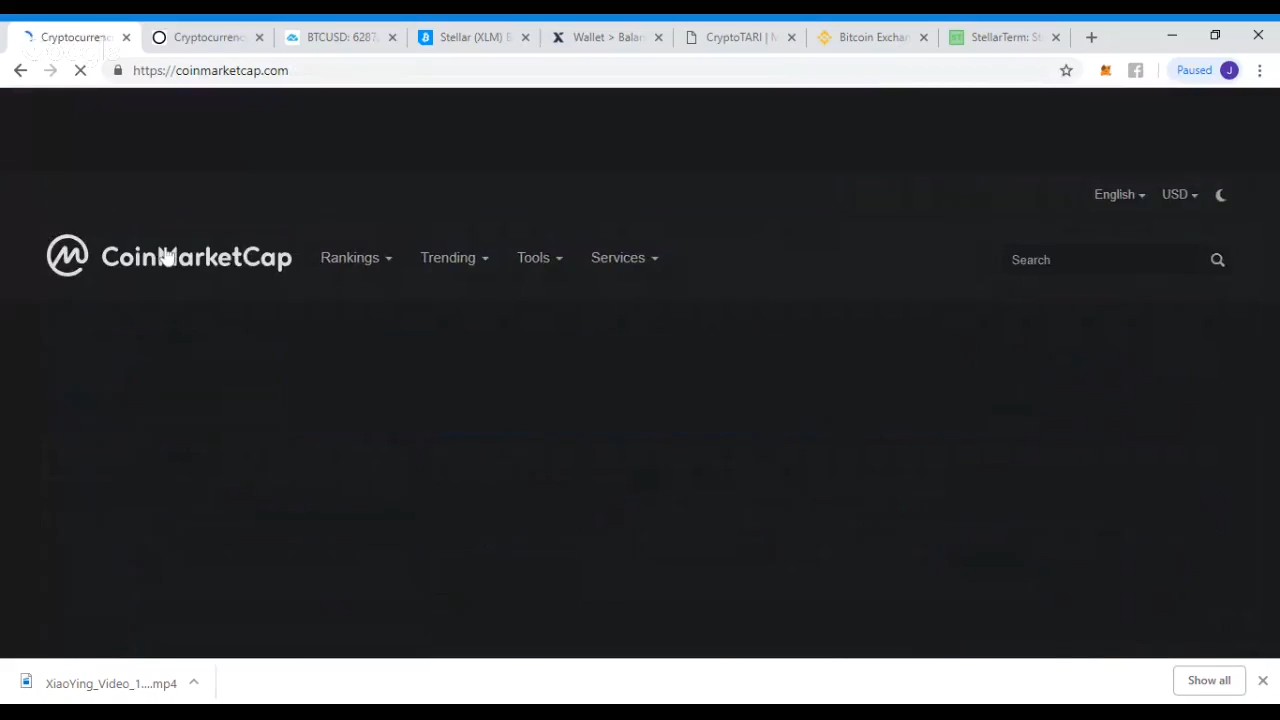 Cryptocurrenc
Cryptocurrenc
BTCUSD: 6287
Stellar (XLM) B
Wallet > Balan
CryptoTARI | M
Bitcoin Exchan
StellarTerm: St
https://coinmarketcap.com
Paused
J
English
USD
CoinMarketCap
Rankings
Trending
Tools
Services
Search
XiaoYing_Video_1....mp4
Show all